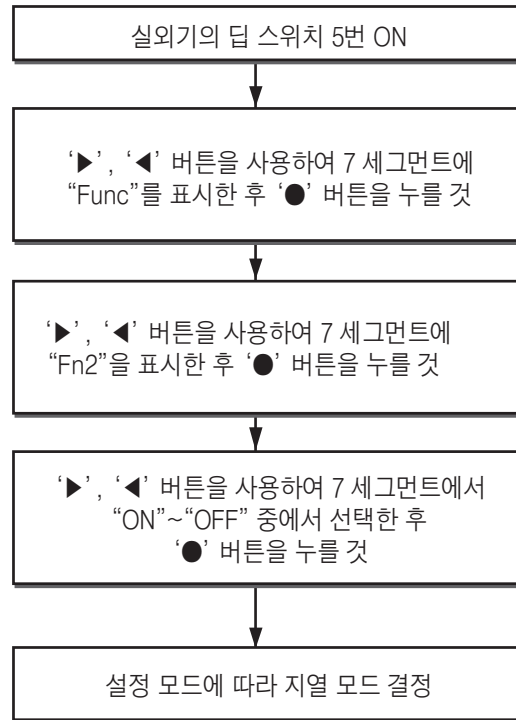 실외기의 딥 스위치 5번 ON
‘▶’, ‘◀’ 버튼을 사용하여 7 세그먼트에
“Func”를 표시한 후 ‘●’ 버튼을 누를 것
‘▶’, ‘◀’ 버튼을 사용하여 7 세그먼트에
“Fn2”을 표시한 후 ‘●’ 버튼을 누를 것
‘▶’, ‘◀’ 버튼을 사용하여 7 세그먼트에서
“ON”~“OFF” 중에서 선택한 후
‘●’ 버튼을 누를 것
설정 모드에 따라 지열 모드 결정